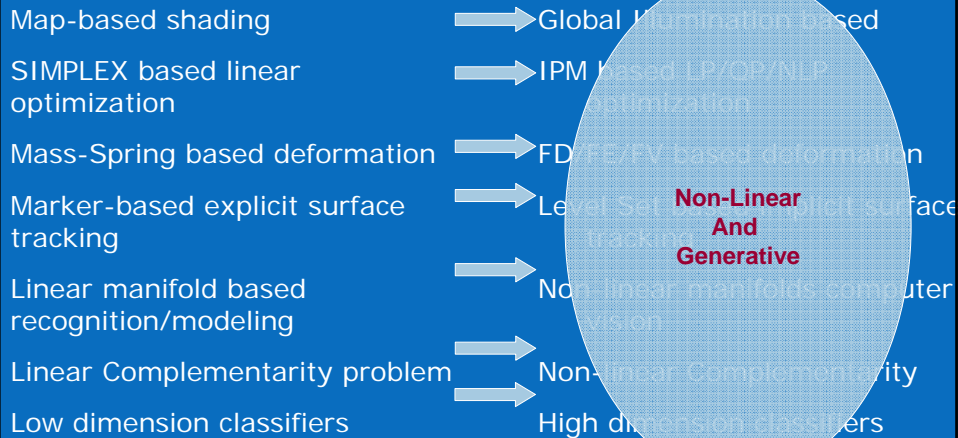 Map-based shading
Global Illumination based
SIMPLEX based linear
optimization
IPM based LP/QP/NLP
optimization
Mass-Spring based deformation
FD/FE/FV based deformation
Marker-based explicit surface
tracking
Level Set based implicit surface
tracking
Non-Linear
And
Generative
Linear manifold based
recognition/modeling
Non-linear manifolds computer
vision
Linear Complementarity problem
Non-linear Complementarity
Low dimension classifiers
High dimension classifiers